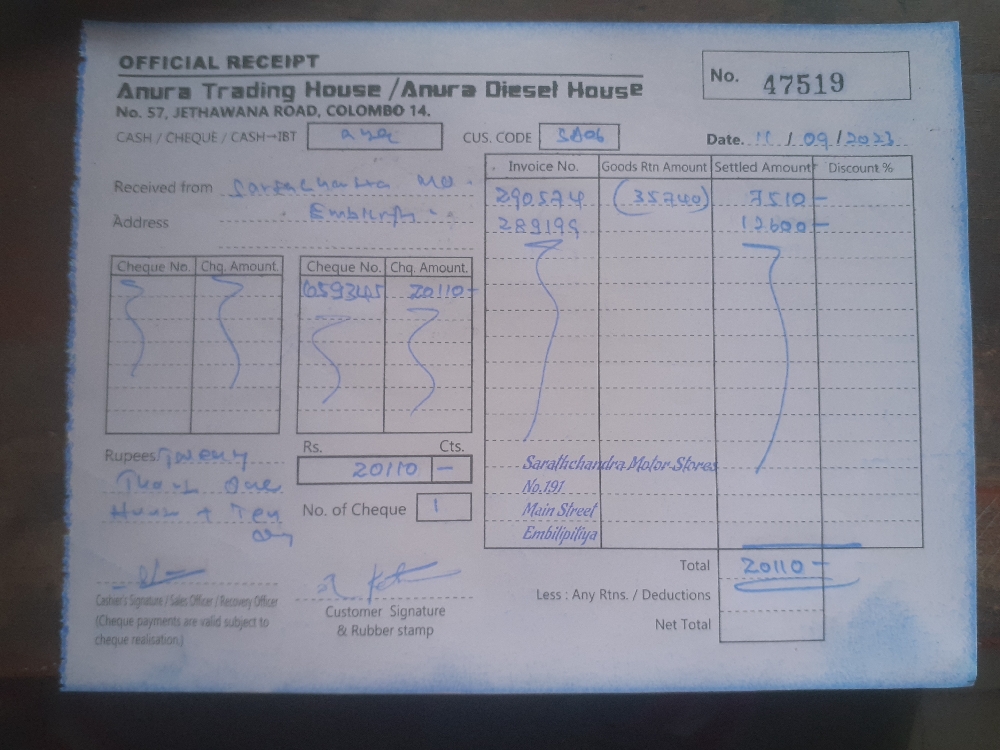 OFFICIAL RECEIPT
Anura Trading House / Anura Diesel House
No. 57, JETHAWANA ROAD, COLOMBO 14.
No. 47519
CASH / CHEQUE / CASH→IBT
CUS. CODE SA06
Date. 11 / 09 / 2023
Received from
Address
Invoice No. Goods Rtn Amount Settled Amount Discount %
290574 (35740) 7510-
289199 12600-
Cheque No. Chq. Amount. Cheque No. Chq. Amount.
659345 20110-
Rs. Cts.
20110 -
No. of Cheque 1
Rupees Twenty
One
+ Ten
Sarathchandra Motor Stores
No.191
Main Street
Embilipitiya
Total 20110-
Less : Any Rtns. / Deductions
Net Total
Cashier's Signature / Sales Officer / Recovery Officer
(Cheque payments are valid subject to
cheque realisation.)
Customer Signature
& Rubber stamp